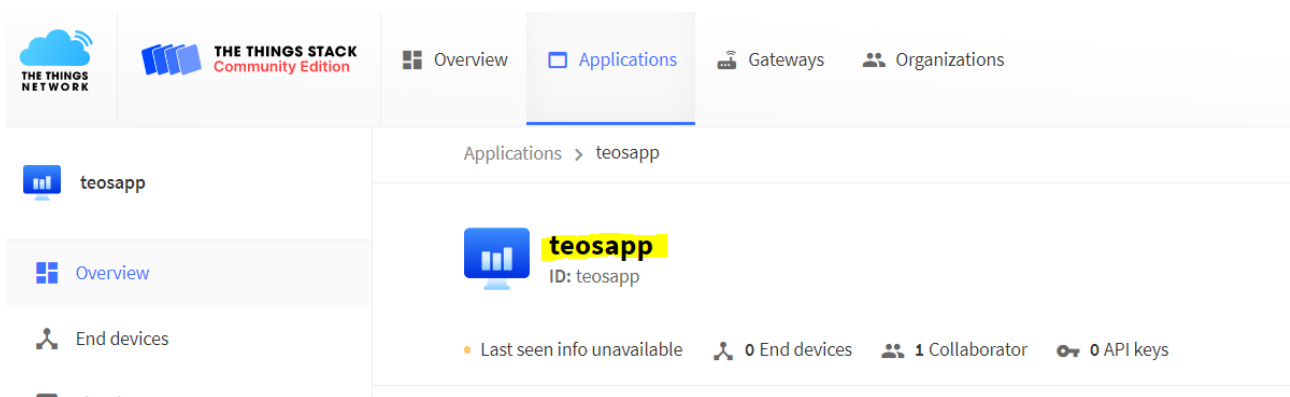 THE THINGS
NETWORK
THE THINGS STACK
Community Edition
Overview
Applications
Gateways
Organizations
teosapp
Overview
End devices
Applications > teosapp
teosapp
ID: teosapp
Last seen info unavailable 0 End devices 1 Collaborator 0 API keys